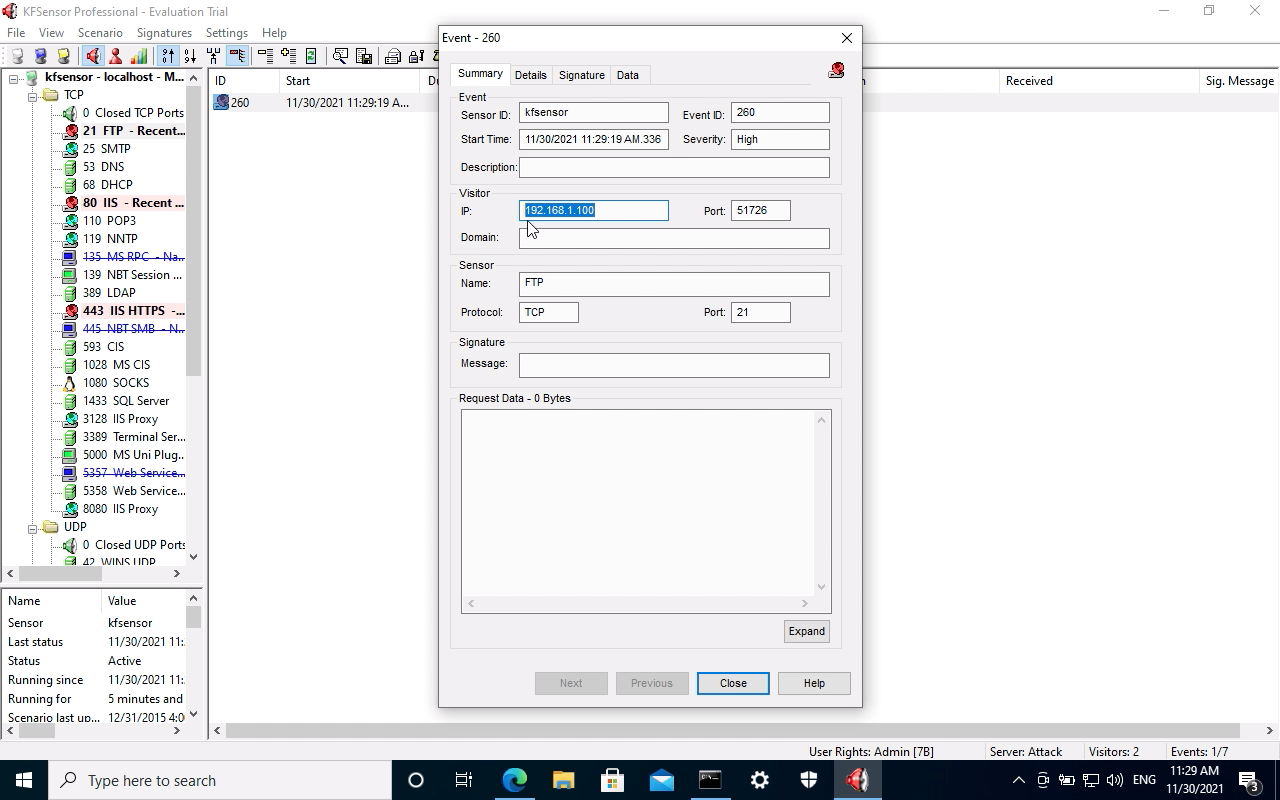 KFSensor Professional - Evaluation Trial
File View Scenario Signatures Settings Help
kfsensor - localhost - M...
TCP
0 Closed TCP Ports
21 FTP - Recent...
25 SMTP
53 DNS
68 DHCP
80 IIS - Recent ...
110 POP3
119 NNTP
135 MS RPC - Na...
139 NBT Session ...
389 LDAP
443 IIS HTTPS -...
445 NBT SMB - N...
593 CIS
1028 MS CIS
1080 SOCKS
1433 SQL Server
3128 IIS Proxy
3389 Terminal Ser...
5000 MS Uni Plug...
5357 Web Service...
5358 Web Service...
8080 IIS Proxy
UDP
0 Closed UDP Ports
42 WINS UDP
Name Value
Sensor kfsensor
Last status 11/30/2021 11:
Status Active
Running since 11/30/2021 11:
Running for 5 minutes and
Scenario last up... 12/31/2015 4:0
ID Start Received Sig. Message
260 11/30/2021 11:29:19 A...
Event - 260
Summary Details Signature Data
Event
Sensor ID: kfsensor Event ID: 260
Start Time: 11/30/2021 11:29:19 AM.336 Severity: High
Description:
Visitor
IP: 192.168.1.100 Port: 51726
Domain:
Sensor
Name: FTP
Protocol: TCP Port: 21
Signature
Message:
Request Data - 0 Bytes
Expand
Next Previous Close Help
User Rights: Admin [7B] Server: Attack Visitors: 2 Events: 1/7
Type here to search
ENG
11:29 AM
11/30/2021
3